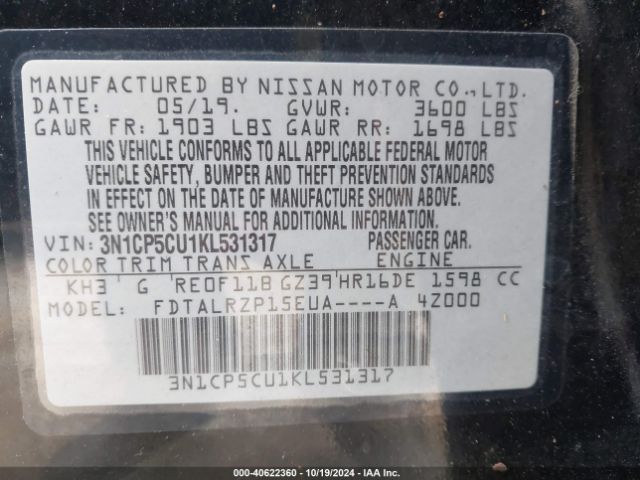 MANUFACTURED BY NISSAN MOTOR CO., LTD.
DATE: 05/19. GVWR: 3600 LBS
GAWR FR: 1903 LBS GAWR RR: 1698 LBS
THIS VEHICLE CONFORMS TO ALL APPLICABLE FEDERAL MOTOR
VEHICLE SAFETY, BUMPER AND THEFT PREVENTION STANDARDS
IN EFFECT ON THE DATE OF MANUFACTURE SHOWN ABOVE.
SEE OWNER'S MANUAL FOR ADDITIONAL INFORMATION.
VIN: 3N1CP5CU1KL531317 PASSENGER CAR.
COLOR TRIM TRANS AXLE ENGINE
KH3 G RE0F11B GZ39 HR16DE 1598 CC
MODEL: FDTALRZP15EUA----A 4Z000
3N1CP5CU1KL531317
000-40622360 - 10/19/2024 - IAA Inc.